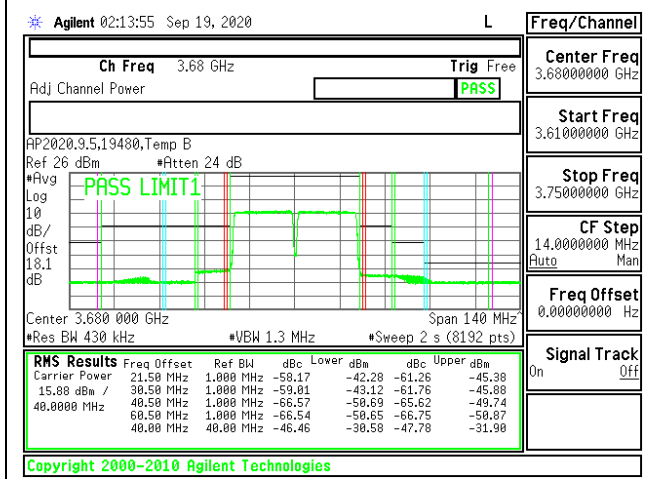 Agilent 02:13:55 Sep 19, 2020 L
Ch Freq 3.68 GHz Trig Free
Adj Channel Power PASS
AP2020.9.5,19480,Temp B
Ref 26 dBm #Atten 24 dB
#Avg
Log
10
dB/
Offst
18.1
dB
PASS LIMIT1
Center 3.680 000 GHz Span 140 MHz^
#Res BW 430 kHz #VBW 1.3 MHz #Sweep 2 s (8192 pts)
RMS Results Freq Offset Ref BW dBc Lower dBm dBc Upper dBm
Carrier Power 21.50 MHz 1.000 MHz -58.17 -42.28 -61.26 -45.38
15.88 dBm / 30.50 MHz 1.000 MHz -59.01 -43.12 -61.76 -45.88
40.0000 MHz 40.50 MHz 1.000 MHz -66.57 -50.69 -65.62 -49.74
60.50 MHz 1.000 MHz -66.54 -50.65 -66.75 -50.87
40.00 MHz 40.00 MHz -46.46 -30.58 -47.78 -31.90
Copyright 2000-2010 Agilent Technologies
Freq/Channel
Center Freq
3.68000000 GHz
Start Freq
3.61000000 GHz
Stop Freq
3.75000000 GHz
CF Step
14.0000000 MHz
Auto Man
Freq Offset
0.00000000 Hz
Signal Track
On Off